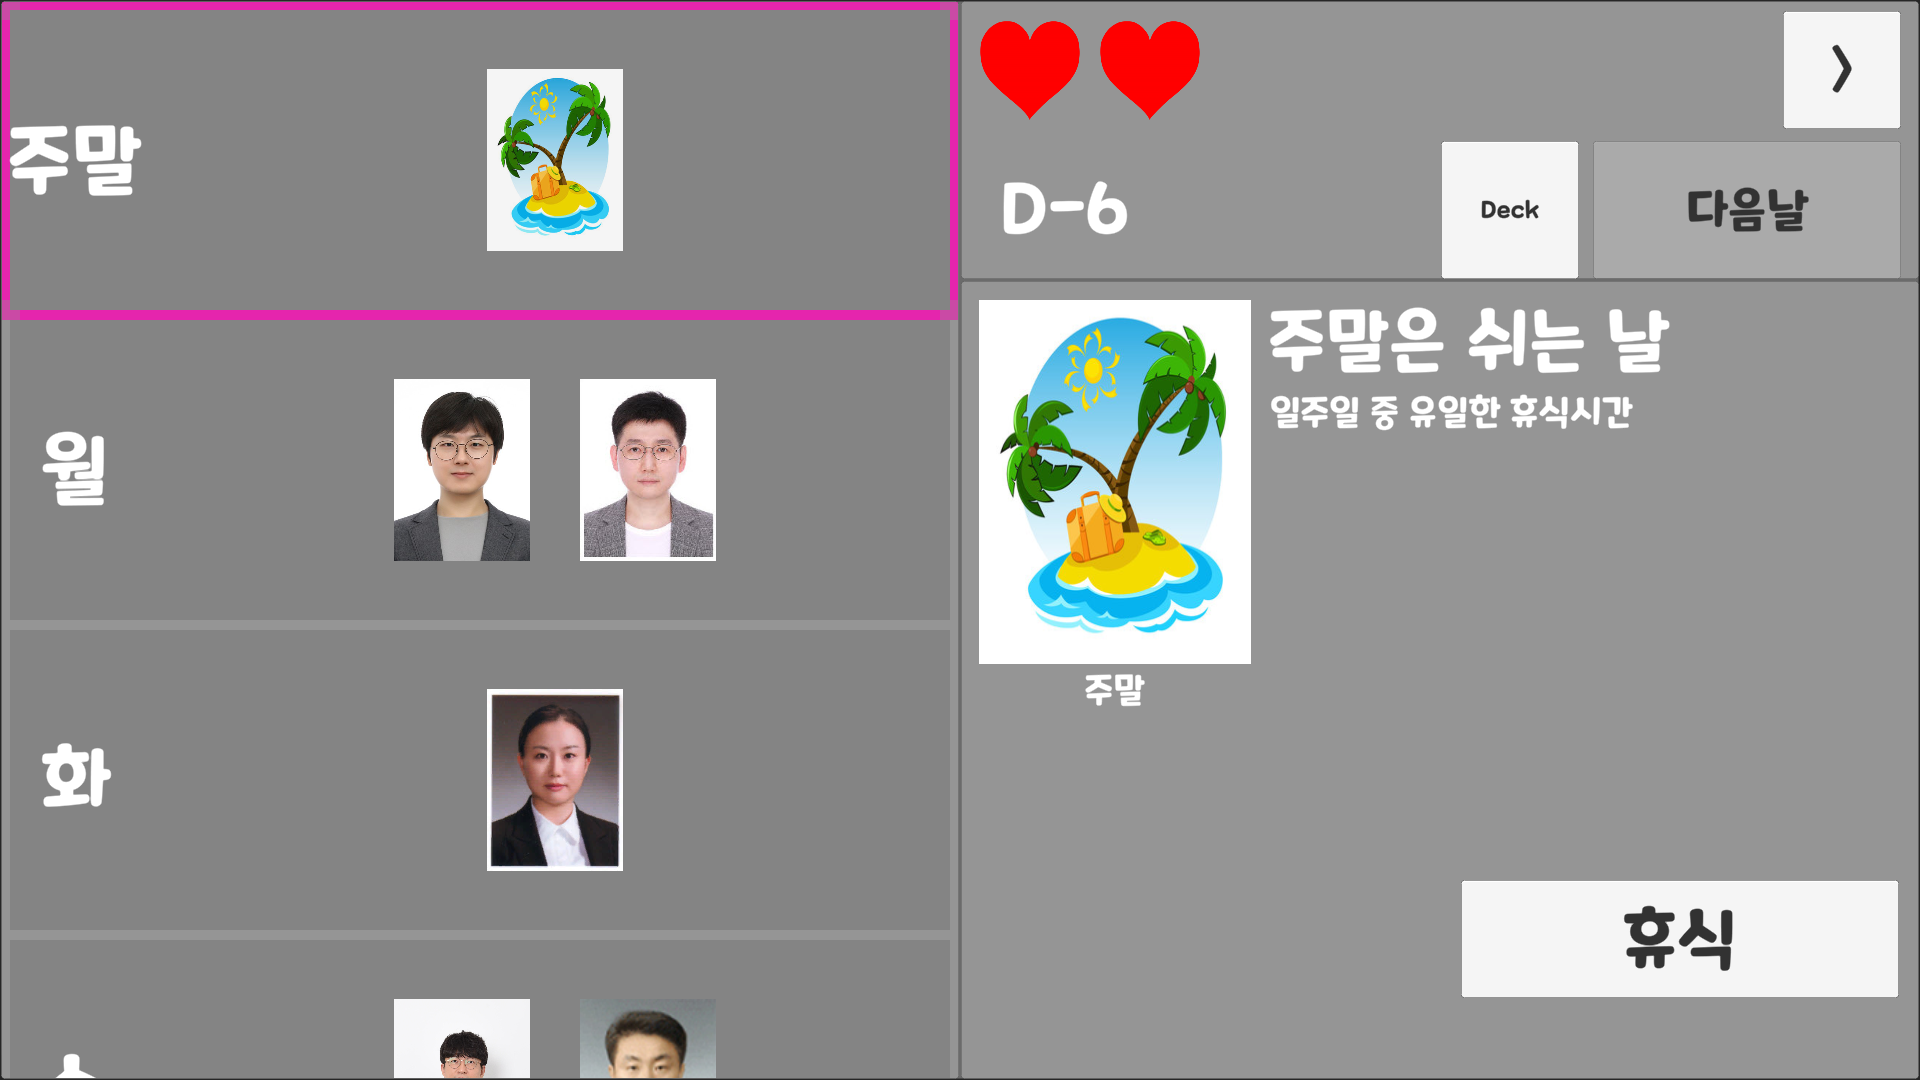 주말
월
화
D-6
Deck
다음날
주말은 쉬는 날
일주일 중 유일한 휴식시간
주말
휴식